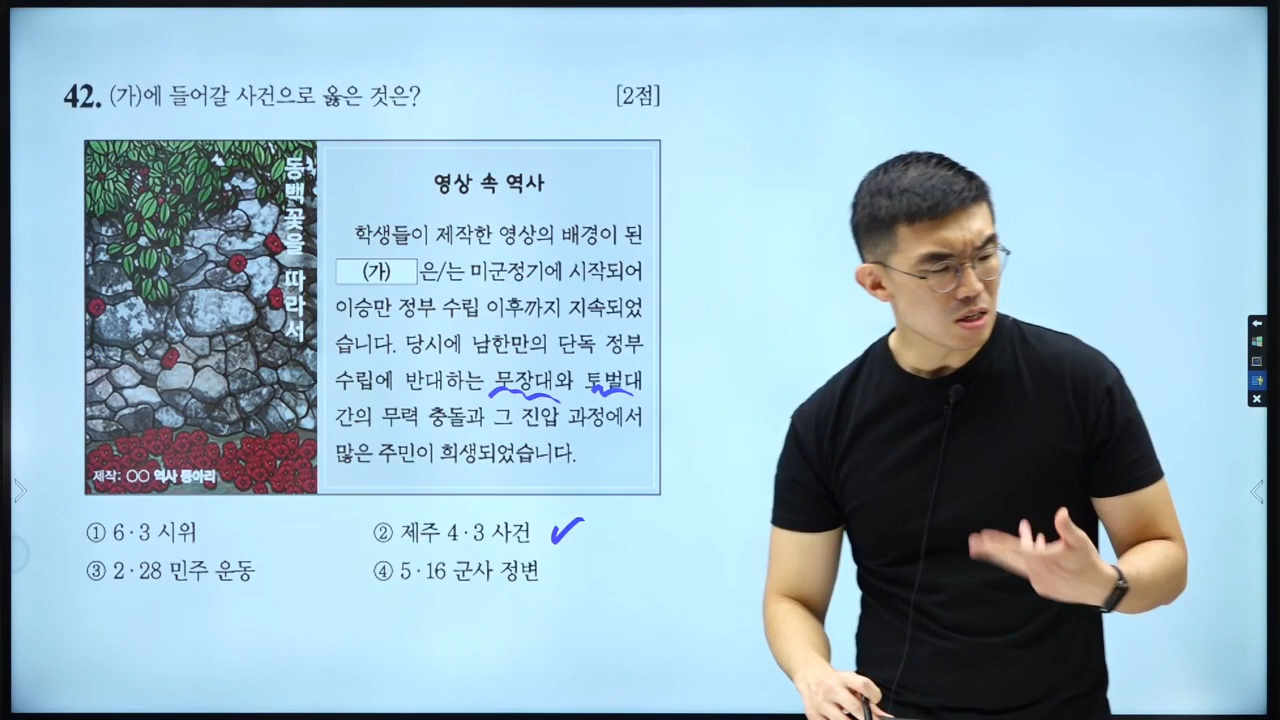 42. (가)에 들어갈 사건으로 옳은 것은? [2점]
동백꽃을 따라서
제작: ○○ 역사 동아리
영상 속 역사
학생들이 제작한 영상의 배경이 된
(가) 은/는 미군정기에 시작되어
이승만 정부 수립 이후까지 지속되었
습니다. 당시에 남한만의 단독 정부
수립에 반대하는 무장대와 토벌대
간의 무력 충돌과 그 진압 과정에서
많은 주민이 희생되었습니다.
① 6·3 시위 ② 제주 4·3 사건
③ 2·28 민주 운동 ④ 5·16 군사 정변